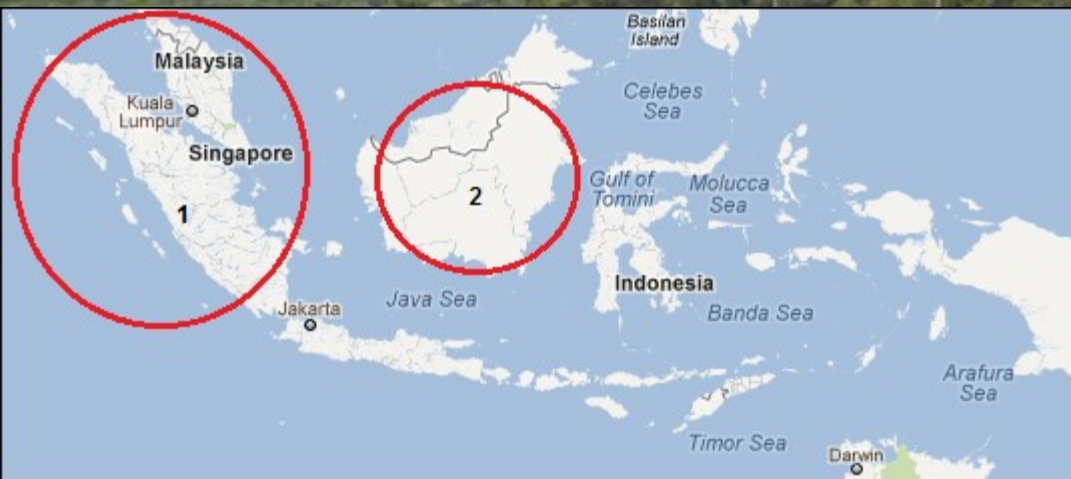 Basilan
Island
Malaysia
Celebes
Sea
Kuala
Lumpur
Singapore
Gulf of
Tomini
Molucca
Sea
1
2
Indonesia
Java Sea
Jakarta
Banda Sea
Arafura
Sea
Timor Sea
Darwin